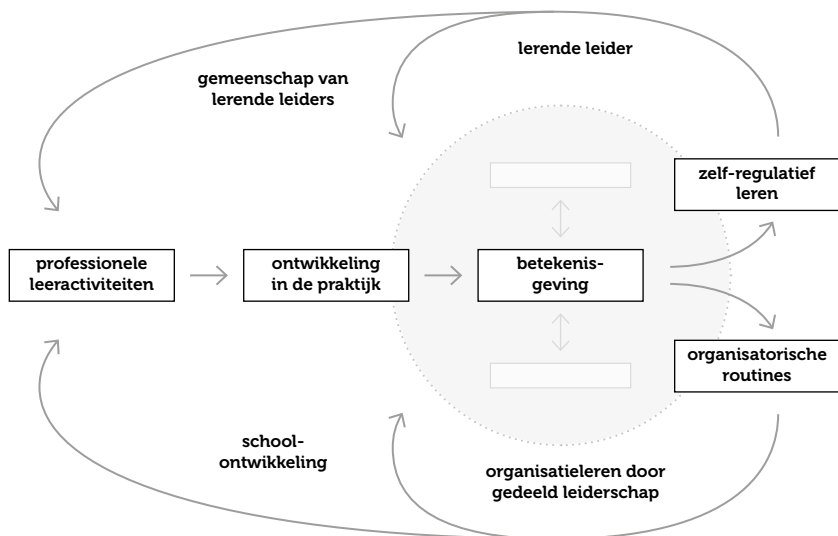 lerende leider
gemeenschap van
lerende leiders
zelf-regulatief
leren
professionele
leeractiviteiten
ontwikkeling
in de praktijk
betekenis-
geving
organisatorische
routines
school-
ontwikkeling
organisatieleren door
gedeeld leiderschap